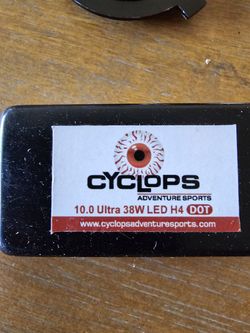 CYCLOPS
ADVENTURE SPORTS
10.0 Ultra 38W LED H4 DOT
www.cyclopsadventuresports.com